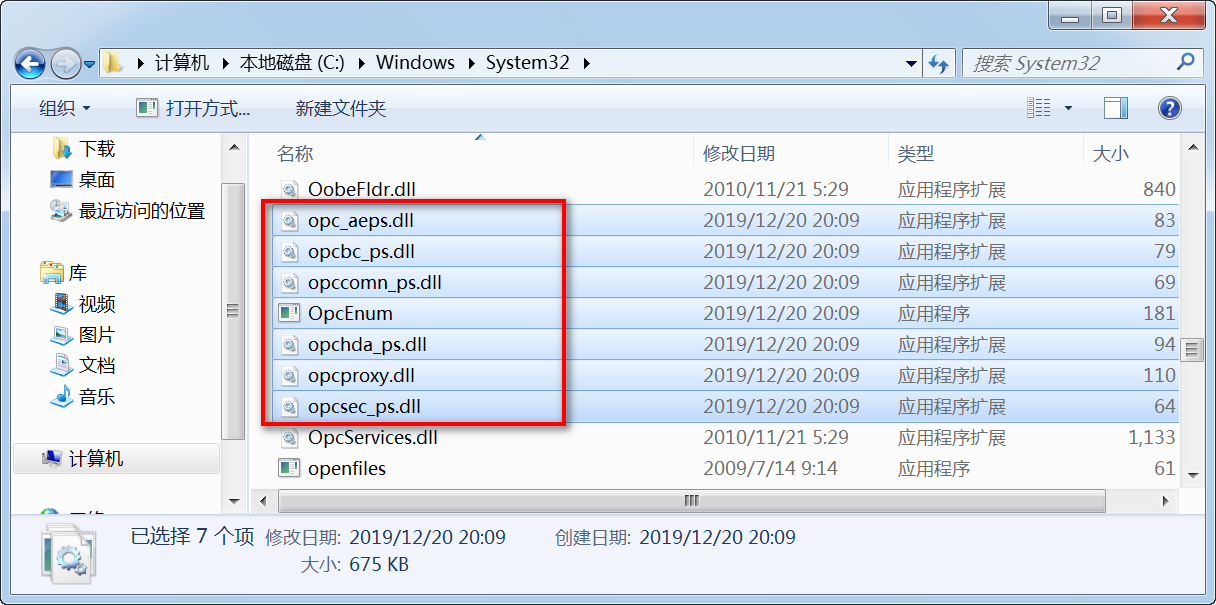 计算机 本地磁盘 (C:) Windows System32 搜索 System32
组织 打开方式... 新建文件夹
下载
桌面
最近访问的位置
库
视频
图片
文档
音乐
计算机
名称 修改日期 类型 大小
OobeFldr.dll 2010/11/21 5:29 应用程序扩展 840
opc_aeps.dll 2019/12/20 20:09 应用程序扩展 83
opcbc_ps.dll 2019/12/20 20:09 应用程序扩展 79
opccomn_ps.dll 2019/12/20 20:09 应用程序扩展 69
OpcEnum 2019/12/20 20:09 应用程序 181
opchda_ps.dll 2019/12/20 20:09 应用程序扩展 94
opcproxy.dll 2019/12/20 20:09 应用程序扩展 110
opcsec_ps.dll 2019/12/20 20:09 应用程序扩展 64
OpcServices.dll 2010/11/21 5:29 应用程序扩展 1,133
openfiles 2009/7/14 9:14 应用程序 61
已选择 7 个项 修改日期: 2019/12/20 20:09 创建日期: 2019/12/20 20:09
大小: 675 KB